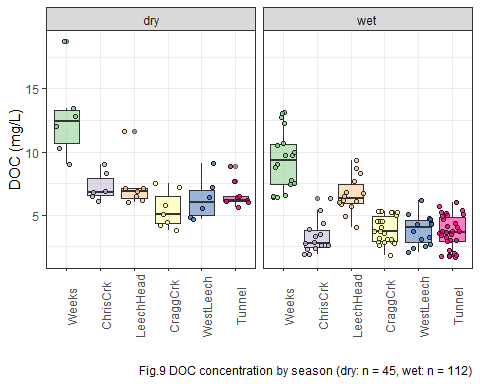 dry
wet
DOC (mg/L)
15
10
5
Weeks
ChrisCrk
LeechHead
CraggCrk
WestLeech
Tunnel
Weeks
ChrisCrk
LeechHead
CraggCrk
WestLeech
Tunnel
Fig.9 DOC concentration by season (dry: n = 45, wet: n = 112)